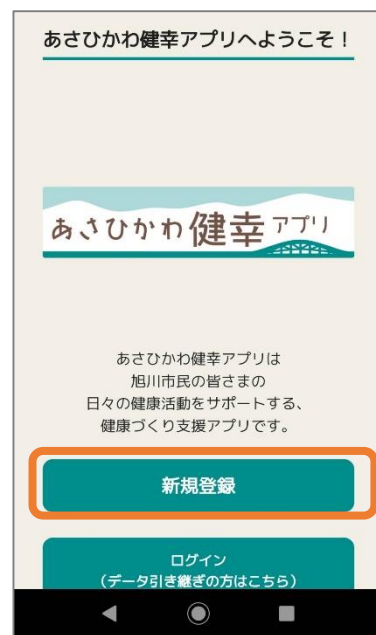 あさひかわ健幸アプリへようこそ！
あさひかわ健幸アプリ
あさひかわ健幸アプリは
旭川市民の皆さまの
日々の健康活動をサポートする、
健康づくり支援アプリです。
新規登録
ログイン
（データ引き継ぎの方はこちら）